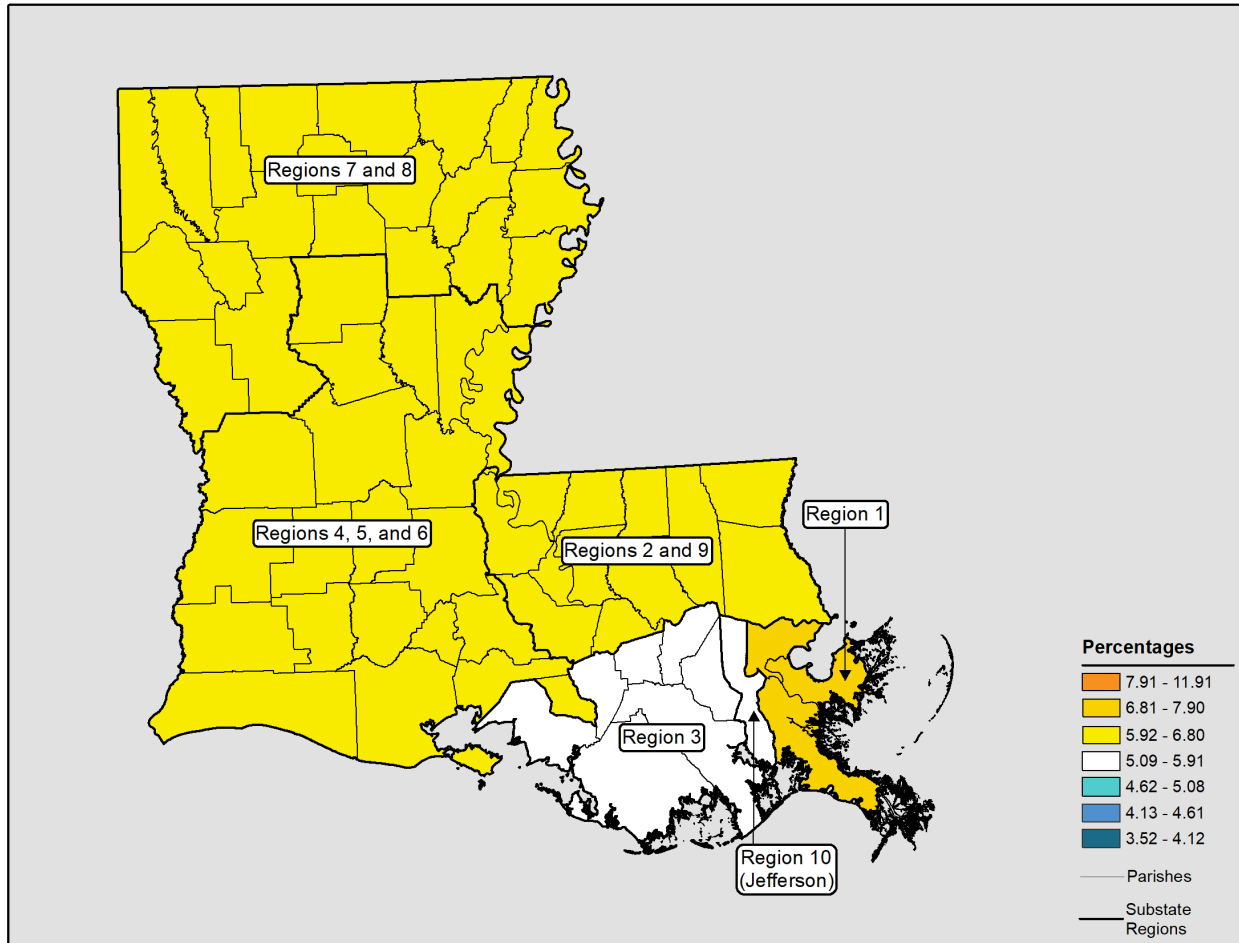 Regions 7 and 8
Region 1
Regions 4, 5, and 6
Regions 2 and 9
Region 3
Region 10
(Jefferson)
Percentages
7.91 - 11.91
6.81 - 7.90
5.92 - 6.80
5.09 - 5.91
4.62 - 5.08
4.13 - 4.61
3.52 - 4.12
Parishes
Substate
Regions